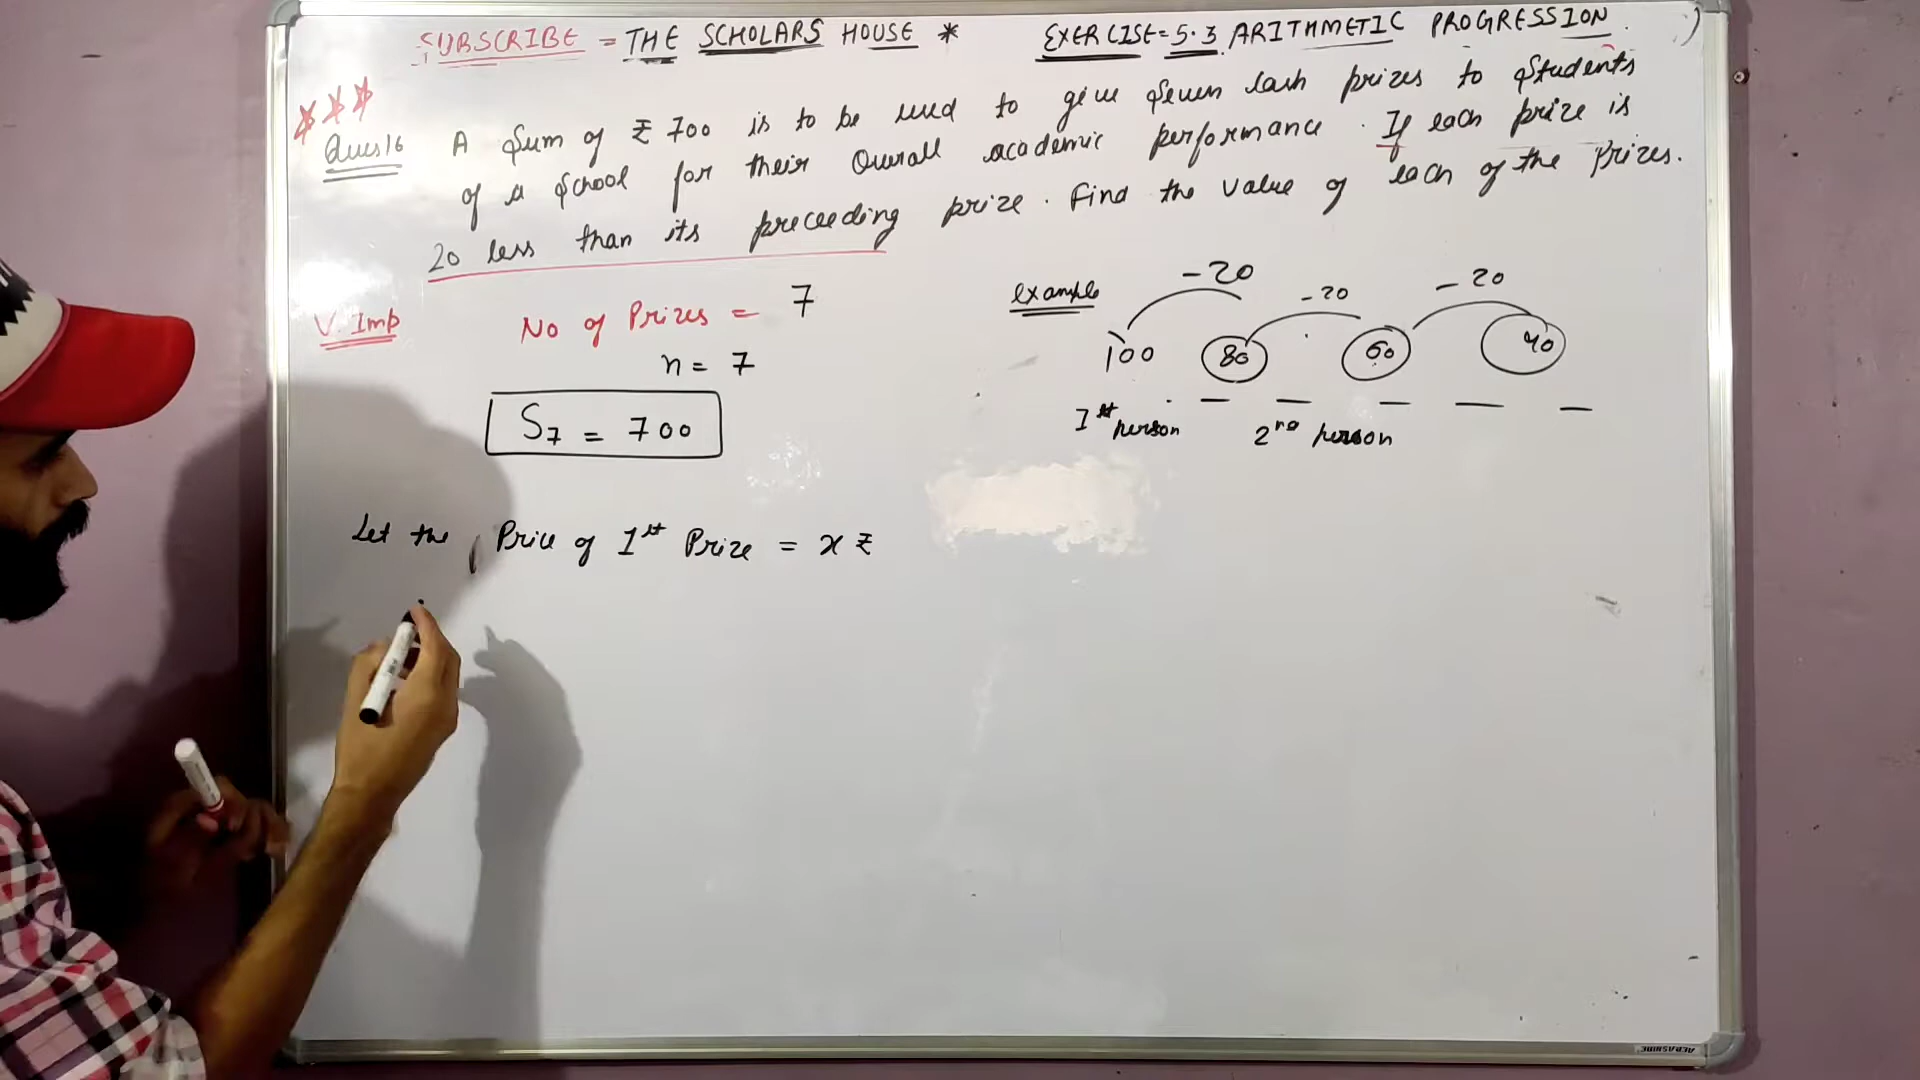 SUBSCRIBE = THE SCHOLARS HOUSE * EXERCISE=5.3 ARITHMETIC PROGRESSION
Ques16 A Sum of ₹ 700 is to be used to give Seven cash prizes to Students
of a School for their Overall academic performance. If each prize is
20 less than its preceeding prize. Find the value of each of the prizes.
V. Imp
No of Prizes = 7
n = 7
S7 = 700
example
-20 -20 -20
100 80 60 40
1st person 2nd person
Let the Price of 1st Prize = x ₹